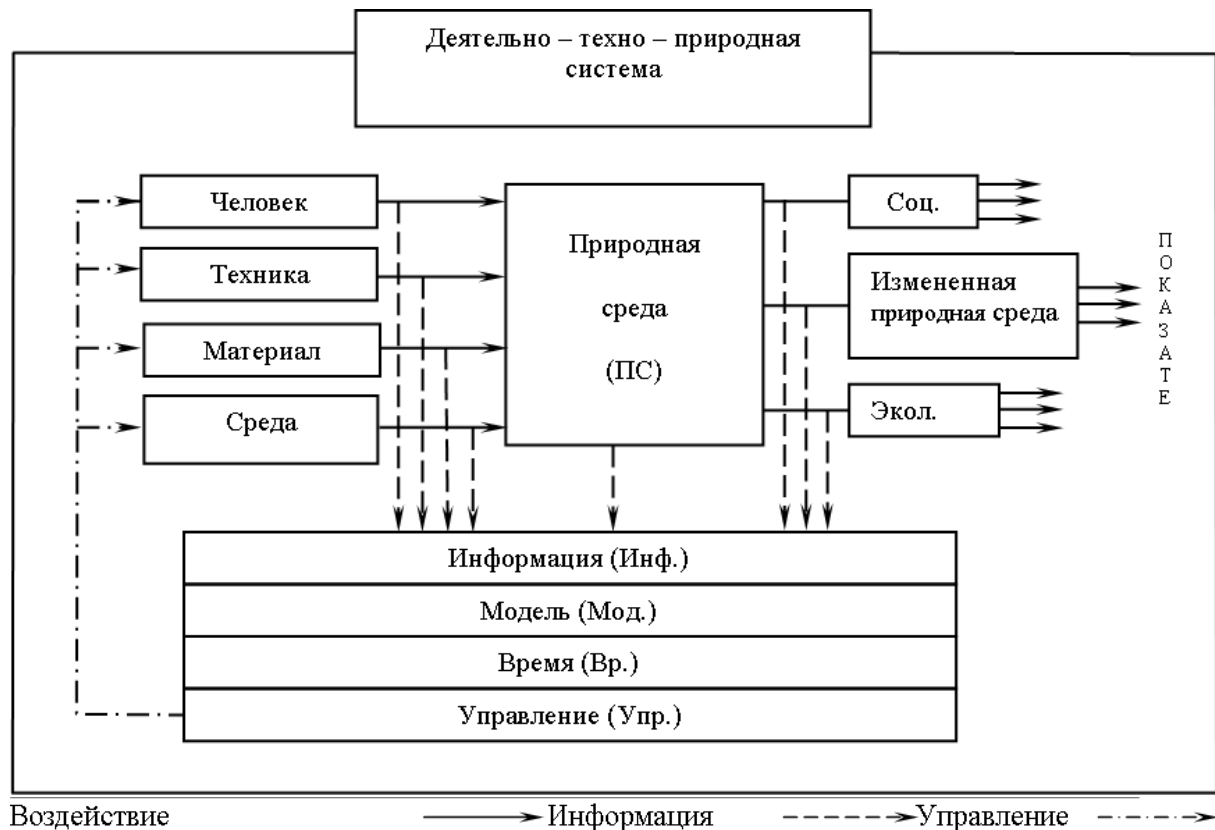 Деятельно – техно – природная
система
Человек
Техника
Материал
Среда
Природная
среда
(ПС)
Соц.
Измененная
природная среда
Экол.
ПОКАЗАТЕ
Информация (Инф.)
Модель (Мод.)
Время (Вр.)
Управление (Упр.)
Воздействие Информация Управление